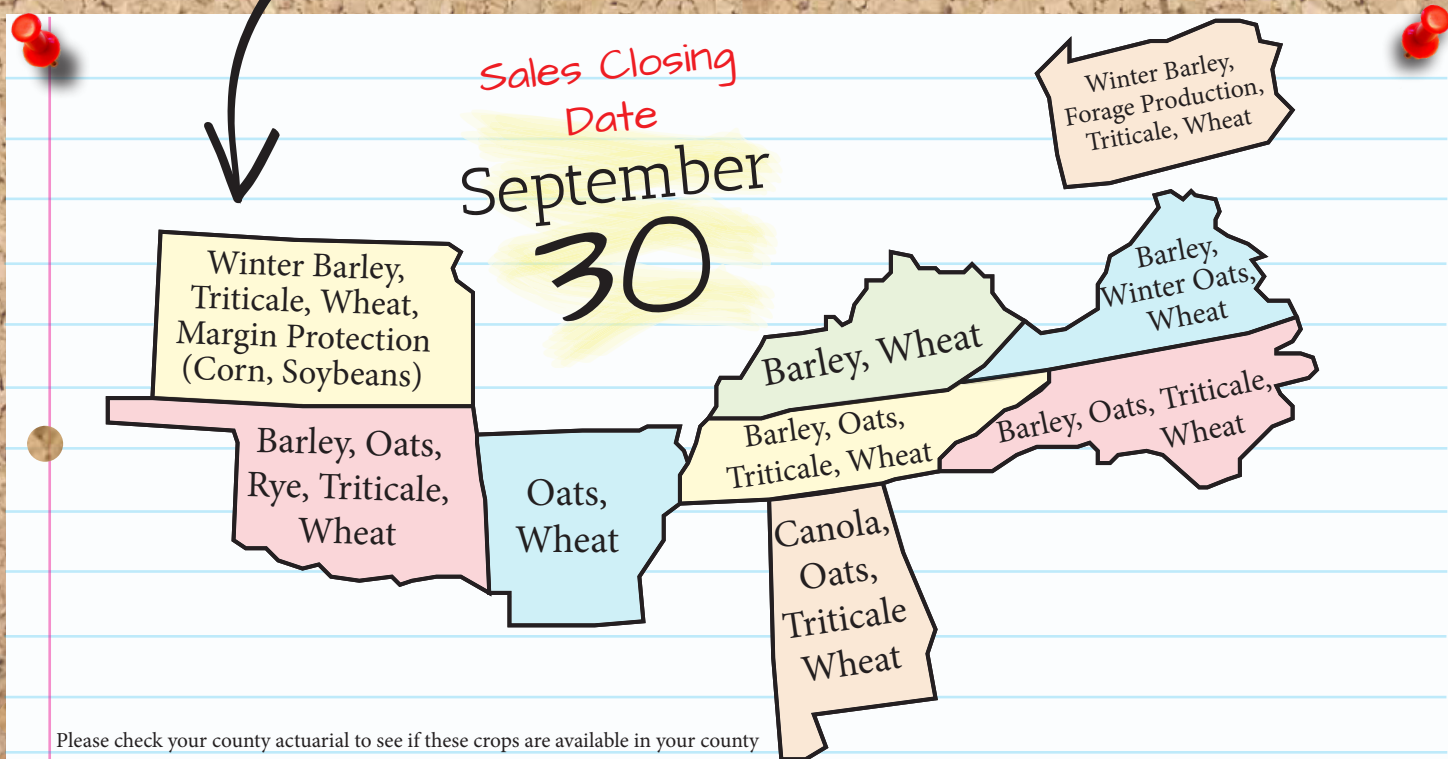 Sales Closing
Date
September
30
Winter Barley,
Forage Production,
Triticale, Wheat
Winter Barley,
Triticale, Wheat,
Margin Protection
(Corn, Soybeans)
Barley,
Winter Oats,
Wheat
Barley, Wheat
Barley, Oats, Triticale,
Wheat
Barley, Oats,
Triticale, Wheat
Barley, Oats,
Rye, Triticale,
Wheat
Oats,
Wheat
Canola,
Oats,
Triticale
Wheat
Please check your county actuarial to see if these crops are available in your county